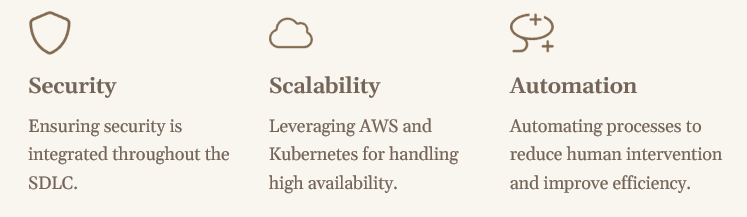 Security
Ensuring security is
integrated throughout the
SDLC.
Scalability
Leveraging AWS and
Kubernetes for handling
high availability.
Automation
Automating processes to
reduce human intervention
and improve efficiency.